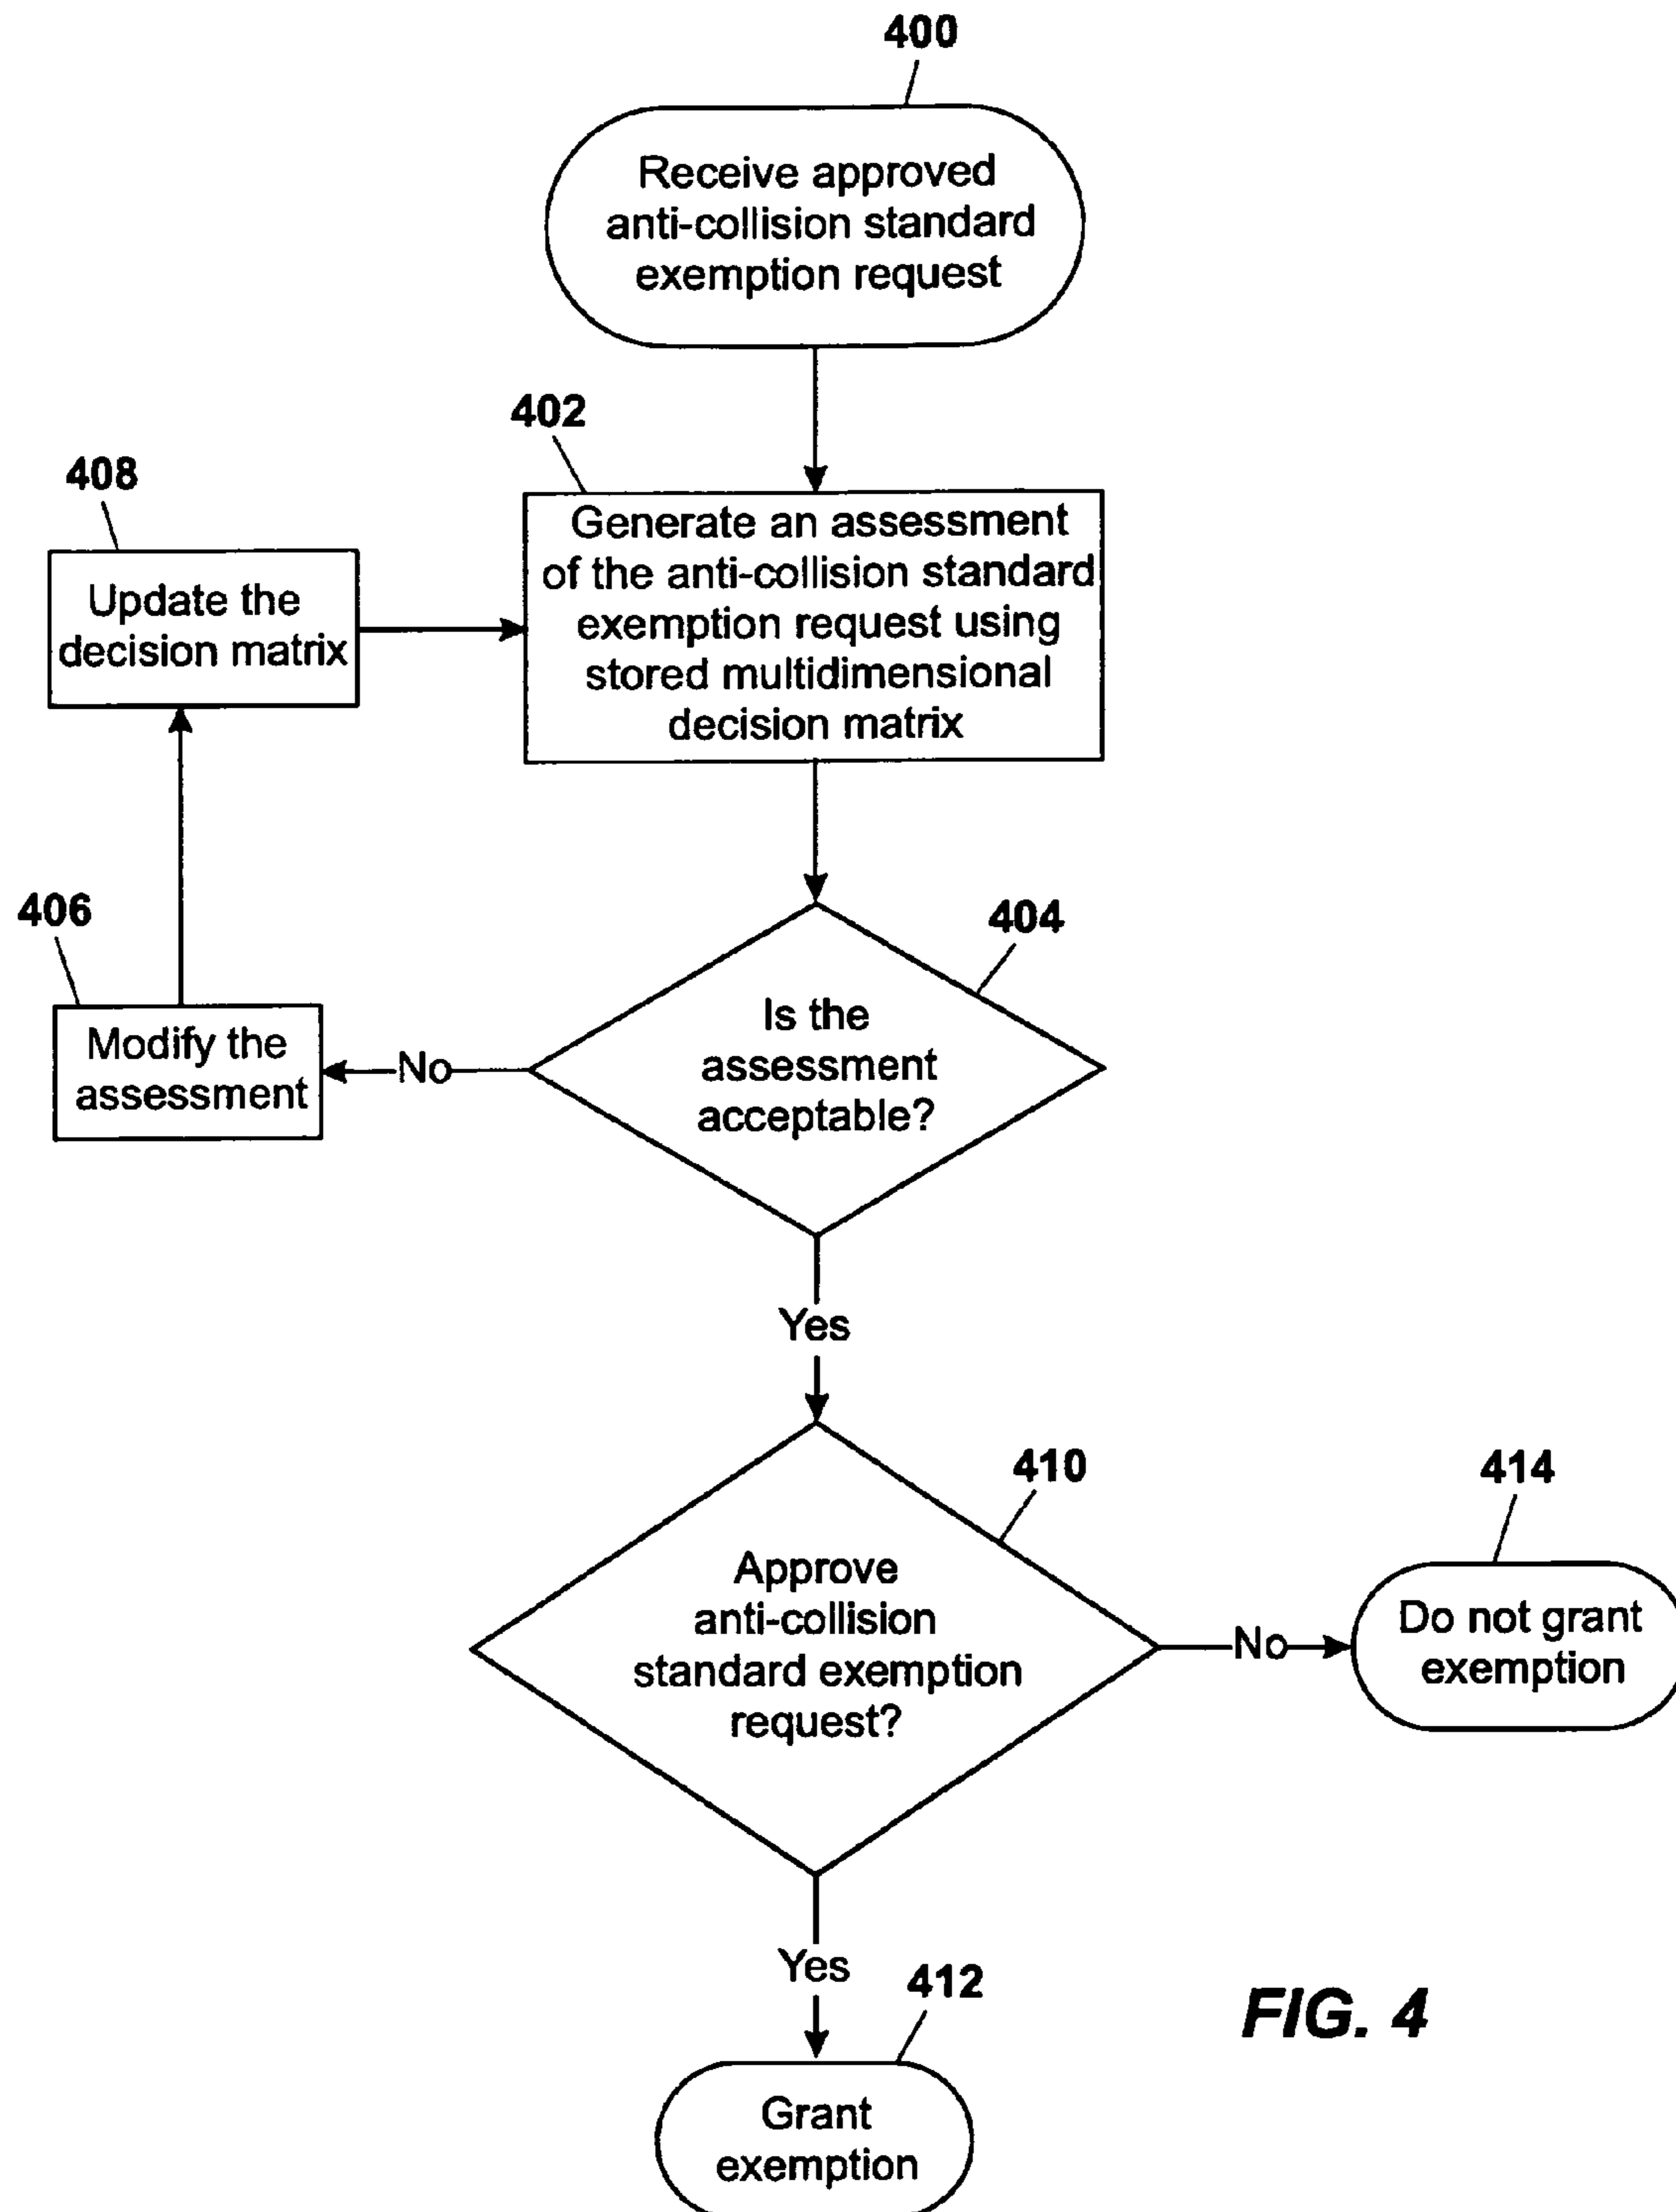 400
Receive approved
anti-collision standard
exemption request
402
Generate an assessment
of the anti-collision standard
exemption request using
stored multidimensional
decision matrix
408
Update the
decision matrix
404
Is the
assessment
acceptable?
406
Modify the
assessment
No
Yes
410
Approve
anti-collision
standard exemption
request?
No
414
Do not grant
exemption
Yes
412
Grant
exemption
FIG. 4